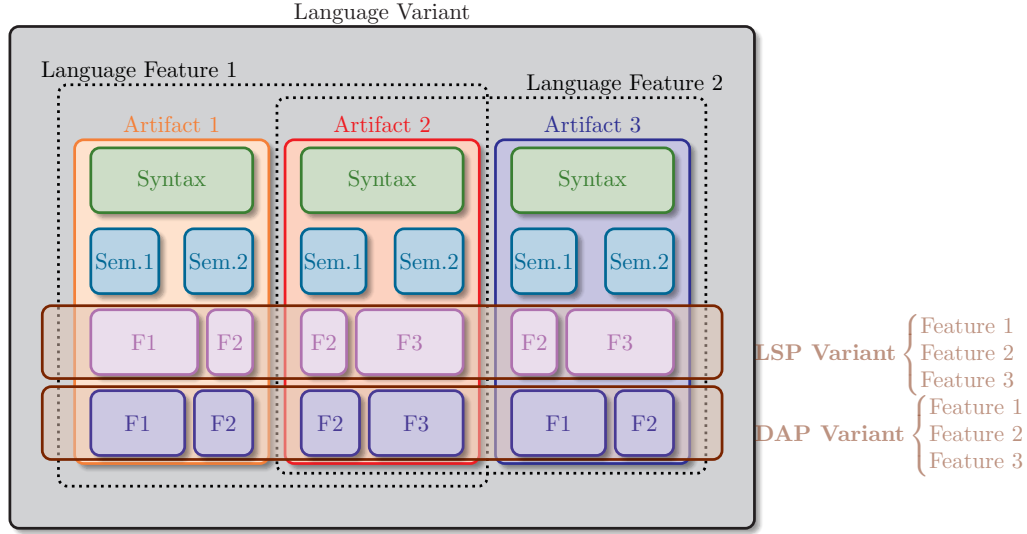 Language Variant
Language Feature 1
Language Feature 2
Artifact 1 Artifact 2 Artifact 3
Syntax Syntax Syntax
Sem.1 Sem.2 Sem.1 Sem.2 Sem.1 Sem.2
F1 F2 F2 F3 F2 F3
LSP Variant
Feature 1
Feature 2
Feature 3
F1 F2 F2 F3 F1 F2
DAP Variant
Feature 1
Feature 2
Feature 3